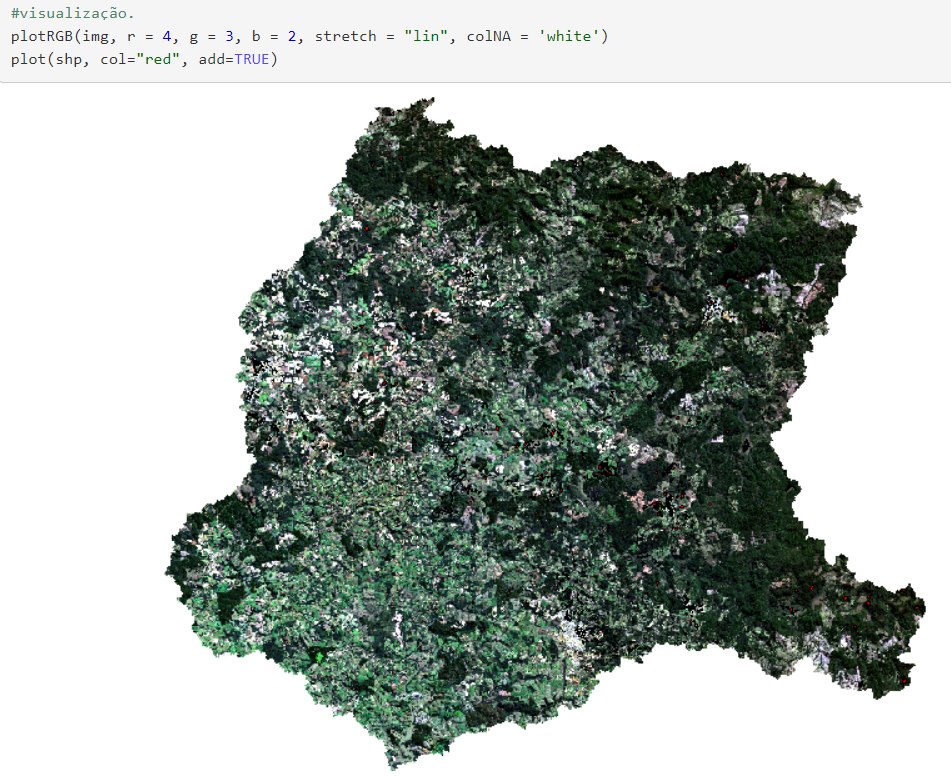 #visualização.
plotRGB(img, r = 4, g = 3, b = 2, stretch = "lin", colNA = 'white')
plot(shp, col="red", add=TRUE)